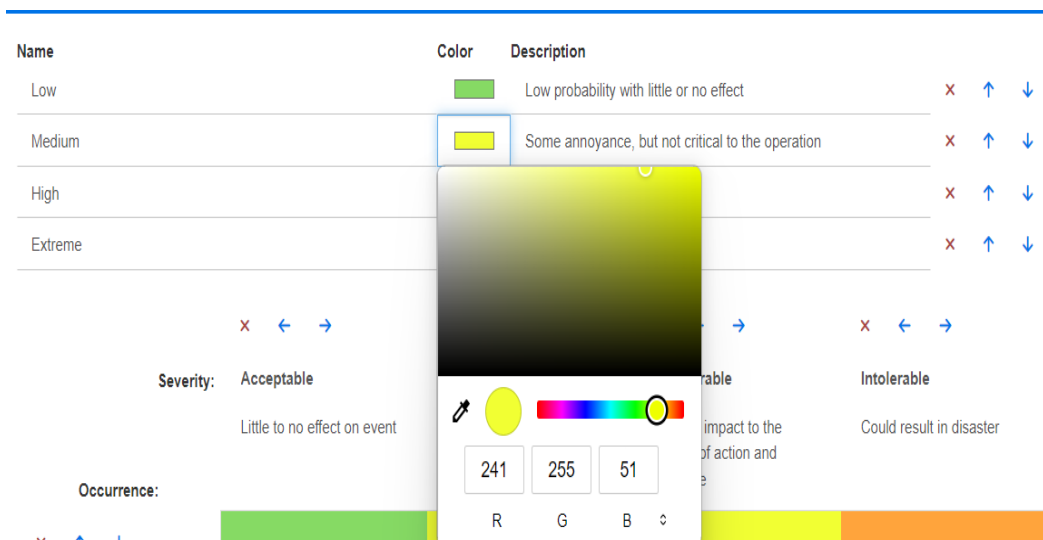 Name Color Description
Low Low probability with little or no effect
Medium Some annoyance, but not critical to the operation
High
Extreme
Severity: Acceptable rable Intolerable
Little to no effect on event impact to the Could result in disaster
of action and
e
Occurrence:
241 255 51
R G B